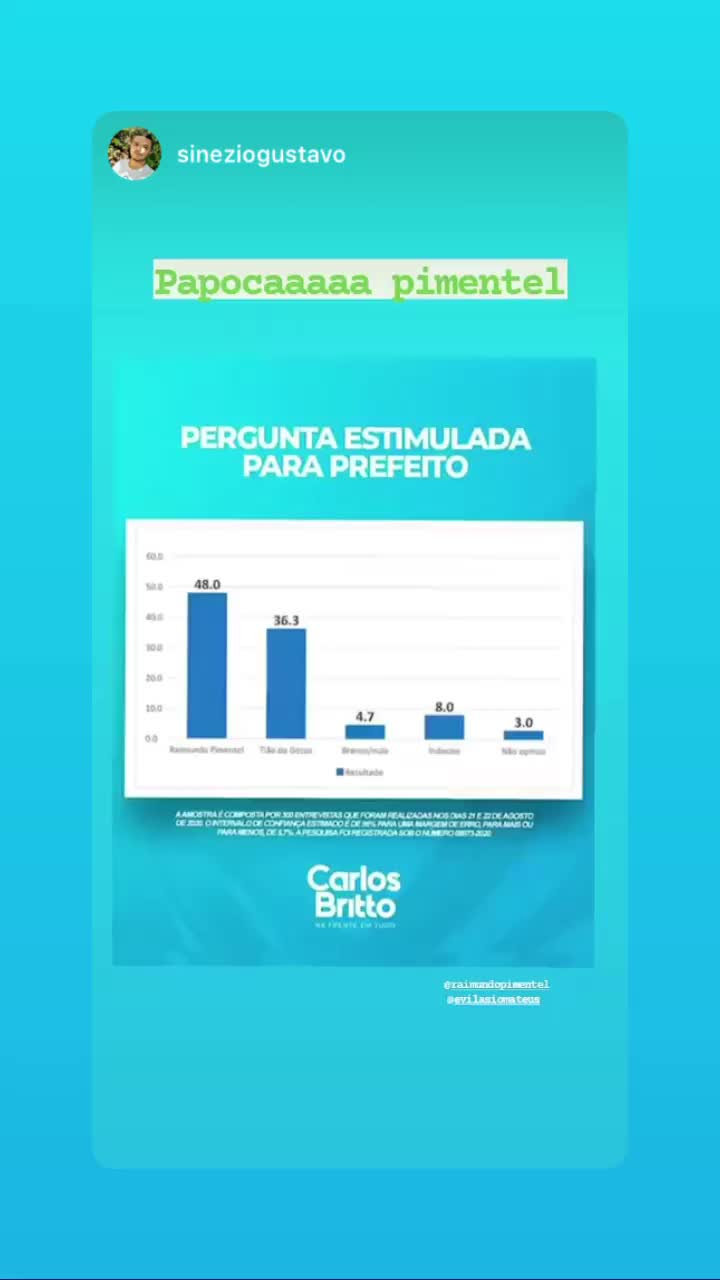 sineziogustavo
Papocaaaaa pimentel
PERGUNTA ESTIMULADA
PARA PREFEITO
60.0
50.0
40.0
30.0
20.0
10.0
0.0
48.0
36.3
4.7
8.0
3.0
Raimundo Pimentel
Tião do Gesso
Branco/nulo
Indeciso
Não opinou
Resultado
A AMOSTRA É COMPOSTA POR 300 ENTREVISTAS QUE FORAM REALIZADAS NOS DIAS 21 E 22 DE AGOSTO
DE 2020. O INTERVALO DE CONFIANÇA ESTIMADO É DE 95% PARA UMA MARGEM DE ERRO, PARA MAIS OU
PARA MENOS, DE 5,7%. A PESQUISA FOI REGISTRADA SOB O NÚMERO
Carlos
Britto
NA FRENTE EM TUDO
@raimundopimentel
@evilasiomateus